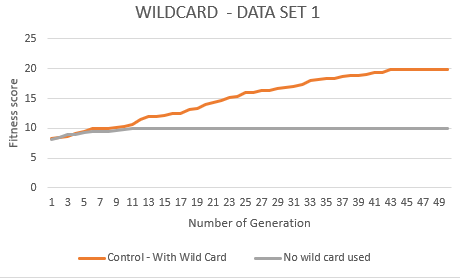 WILDCARD - DATA SET 1
25
20
15
10
5
0
Fitness score
1 3 5 7 9 11 13 15 17 19 21 23 25 27 29 31 33 35 37 39 41 43 45 47 49
Number of Generation
Control - With Wild Card No wild card used